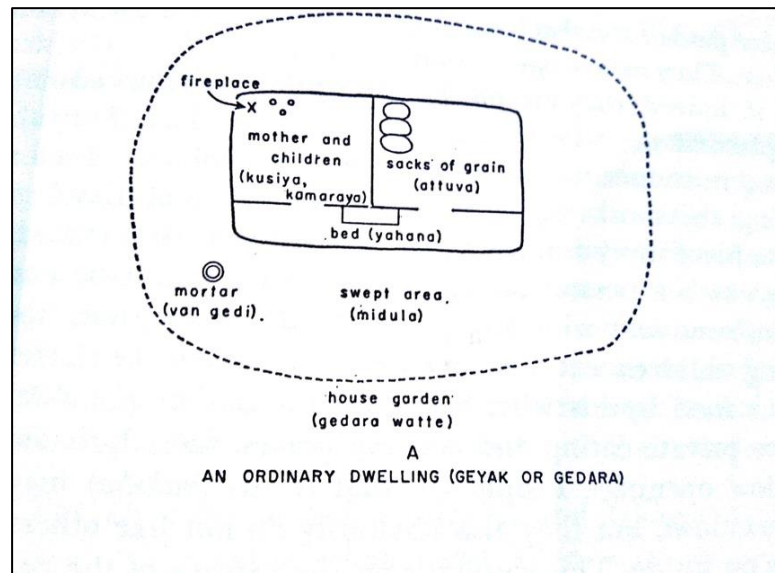 fireplace
X
mother and
children
(kusiya,
kamaraya)
sacks of grain
(attuva)
bed (yahana)
mortar
(van gedi).
swept area
(midula)
house garden
(gedara watte)
A
AN ORDINARY DWELLING (GEYAK OR GEDARA)